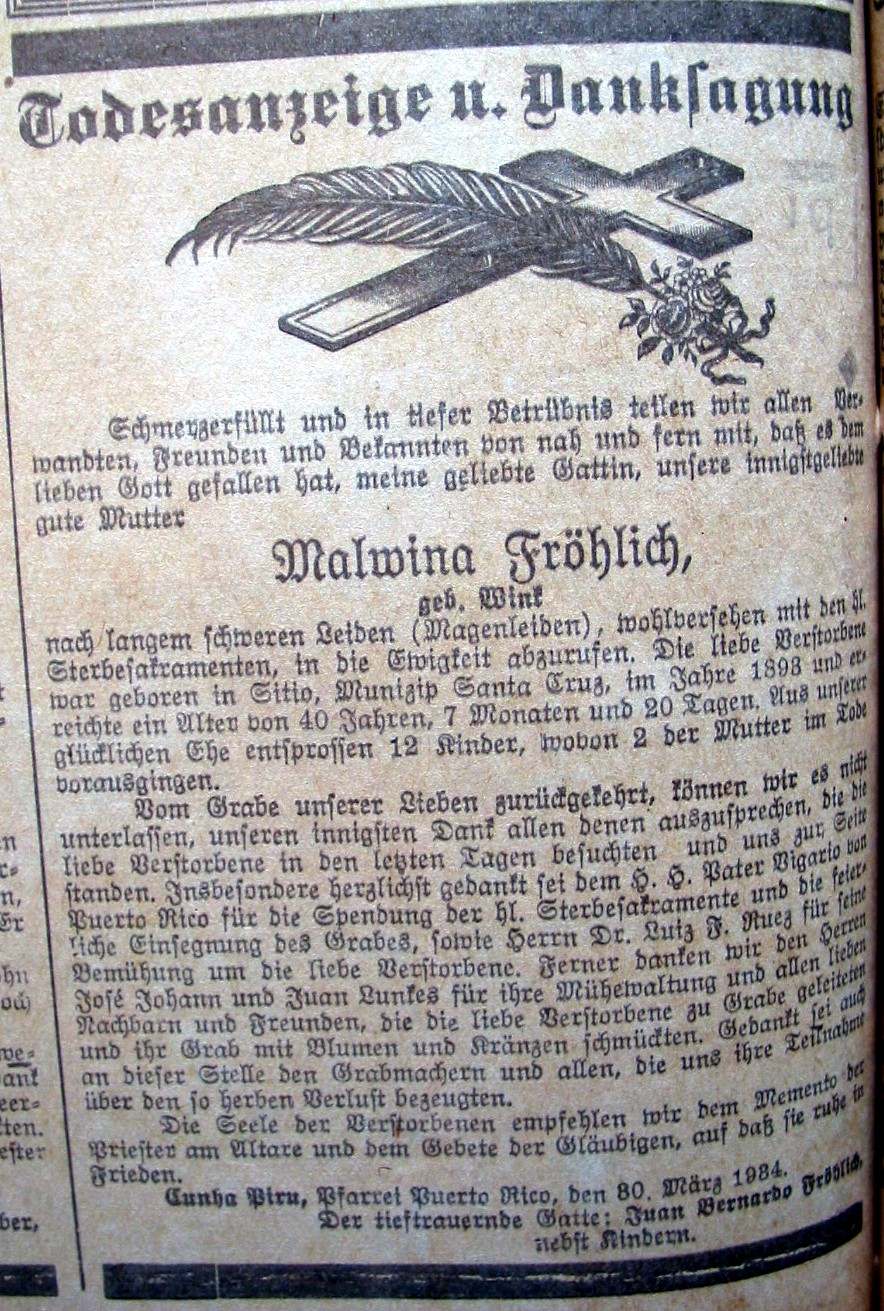 Todesanzeige u. Danksagung
Schmerzerfüllt und in tiefer Betrübnis teilen wir allen Ver-
wandten, Freunden und Bekannten von nah und fern mit, daß es dem
lieben Gott gefallen hat, meine geliebte Gattin, unsere innigstgeliebte
gute Mutter
Malwina Fröhlich,
geb. Wink
nach langem schweren Leiden (Magenleiden), wohlversehen mit den hl.
Sterbesakramenten, in die Ewigkeit abzurufen. Die liebe Verstorbene
war geboren in Sitio, Munizip Santa Cruz, im Jahre 1893 und er-
reichte ein Alter von 40 Jahren, 7 Monaten und 20 Tagen. Aus unserer
glücklichen Ehe entsprossen 12 Kinder, wovon 2 der Mutter im Tode
vorausgingen.
Vom Grabe unserer Lieben zurückgekehrt, können wir es nicht
unterlassen, unseren innigsten Dank allen denen auszusprechen, die die
liebe Verstorbene in den letzten Tagen besuchten und uns zur Seite
standen. Insbesondere herzlichst gedankt sei dem H. H. Pater Vigario von
Puerto Rico für die Spendung der hl. Sterbesakramente und die feier-
liche Einsegnung des Grabes, sowie Herrn Dr. Luiz F. Ruez für seine
Bemühung um die liebe Verstorbene. Ferner danken wir den Herren
José Johann und Juan Lunkes für ihre Mühewaltung und allen lieben
Nachbarn und Freunden, die die liebe Verstorbene zu Grabe geleiteten
und ihr Grab mit Blumen und Kränzen schmückten. Gedankt sei auch
an dieser Stelle den Grabmachern und allen, die uns ihre Teilnahme
über den so herben Verlust bezeugten.
Die Seele der Verstorbenen empfehlen wir dem Memento der
Priester am Altare und dem Gebete der Gläubigen, auf daß sie ruhe in
Frieden.
Cunha Piru, Pfarrei Puerto Rico, den 30. März 1934.
Der tieftrauernde Gatte: Juan Bernardo Fröhlich,
nebst Kindern.